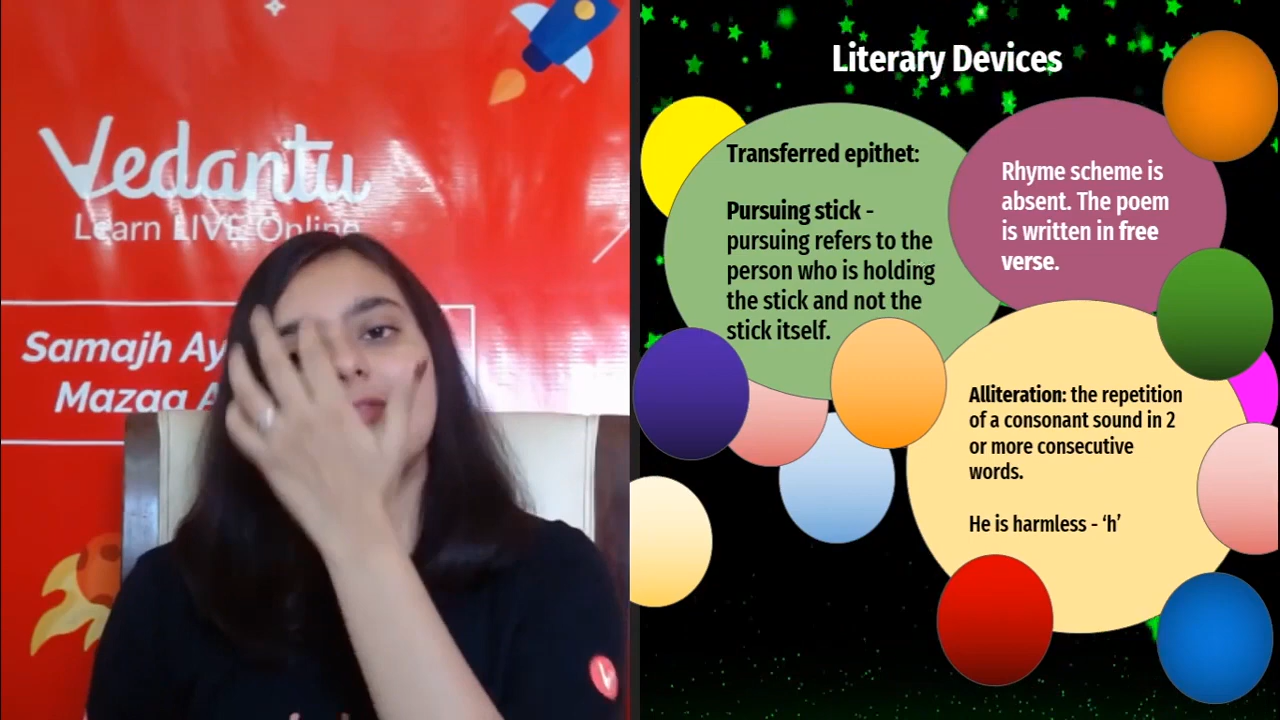 Vedantu
Learn LIVE Online
Samajh Ay
Mazaa A
Literary Devices
Transferred epithet:
Pursuing stick -
pursuing refers to the
person who is holding
the stick and not the
stick itself.
Rhyme scheme is
absent. The poem
is written in free
verse.
Alliteration: the repetition
of a consonant sound in 2
or more consecutive
words.
He is harmless - ‘h’